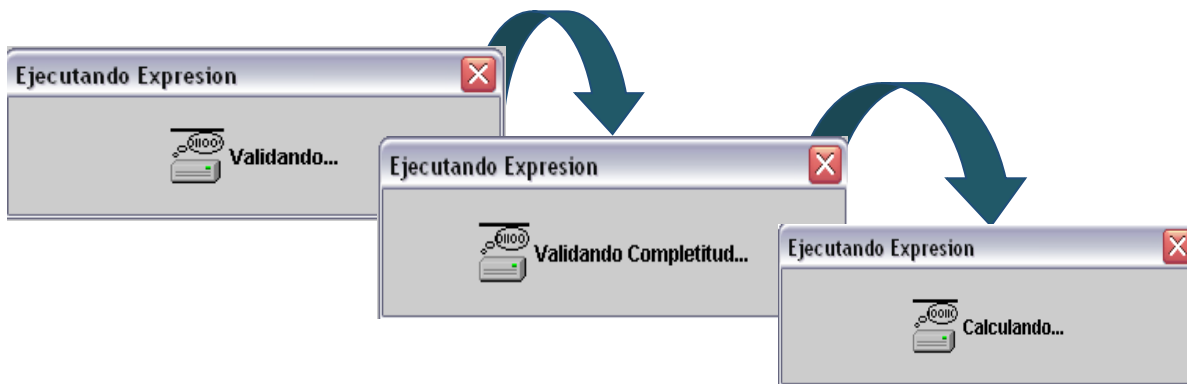 Ejecutando Expresion
Validando...
Ejecutando Expresion
Validando Completitud...
Ejecutando Expresion
Calculando...